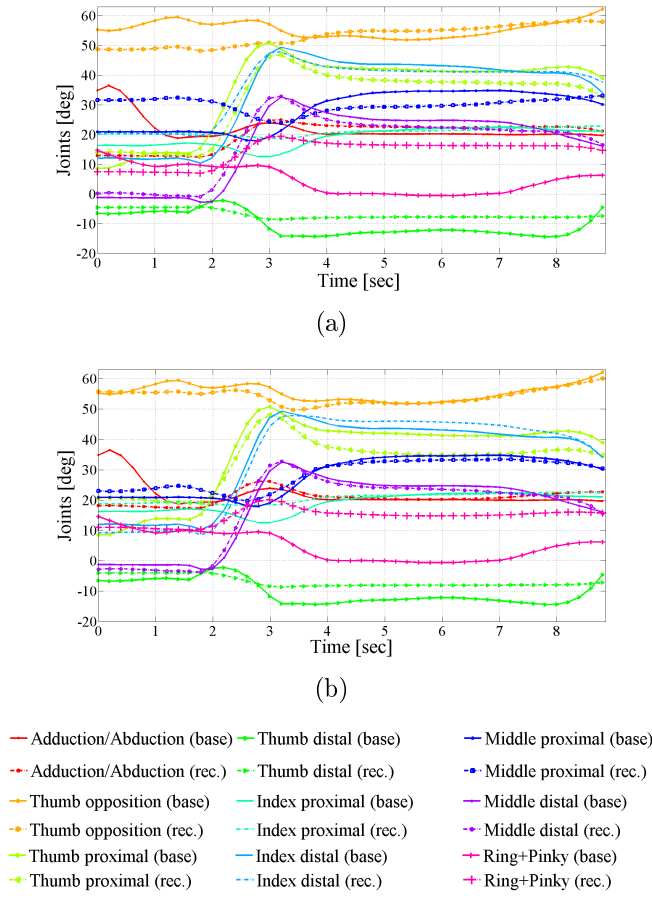 60
50
40
30
20
10
0
-10
-20
Joints [deg]
0 1 2 3 4 5 6 7 8
Time [sec]
(a)
60
50
40
30
20
10
0
-10
-20
Joints [deg]
0 1 2 3 4 5 6 7 8
Time [sec]
(b)
Adduction/Abduction (base) Thumb distal (base) Middle proximal (base)
Adduction/Abduction (rec.) Thumb distal (rec.) Middle proximal (rec.)
Thumb opposition (base) Index proximal (base) Middle distal (base)
Thumb opposition (rec.) Index proximal (rec.) Middle distal (rec.)
Thumb proximal (base) Index distal (base) Ring+Pinky (base)
Thumb proximal (rec.) Index distal (rec.) Ring+Pinky (rec.)